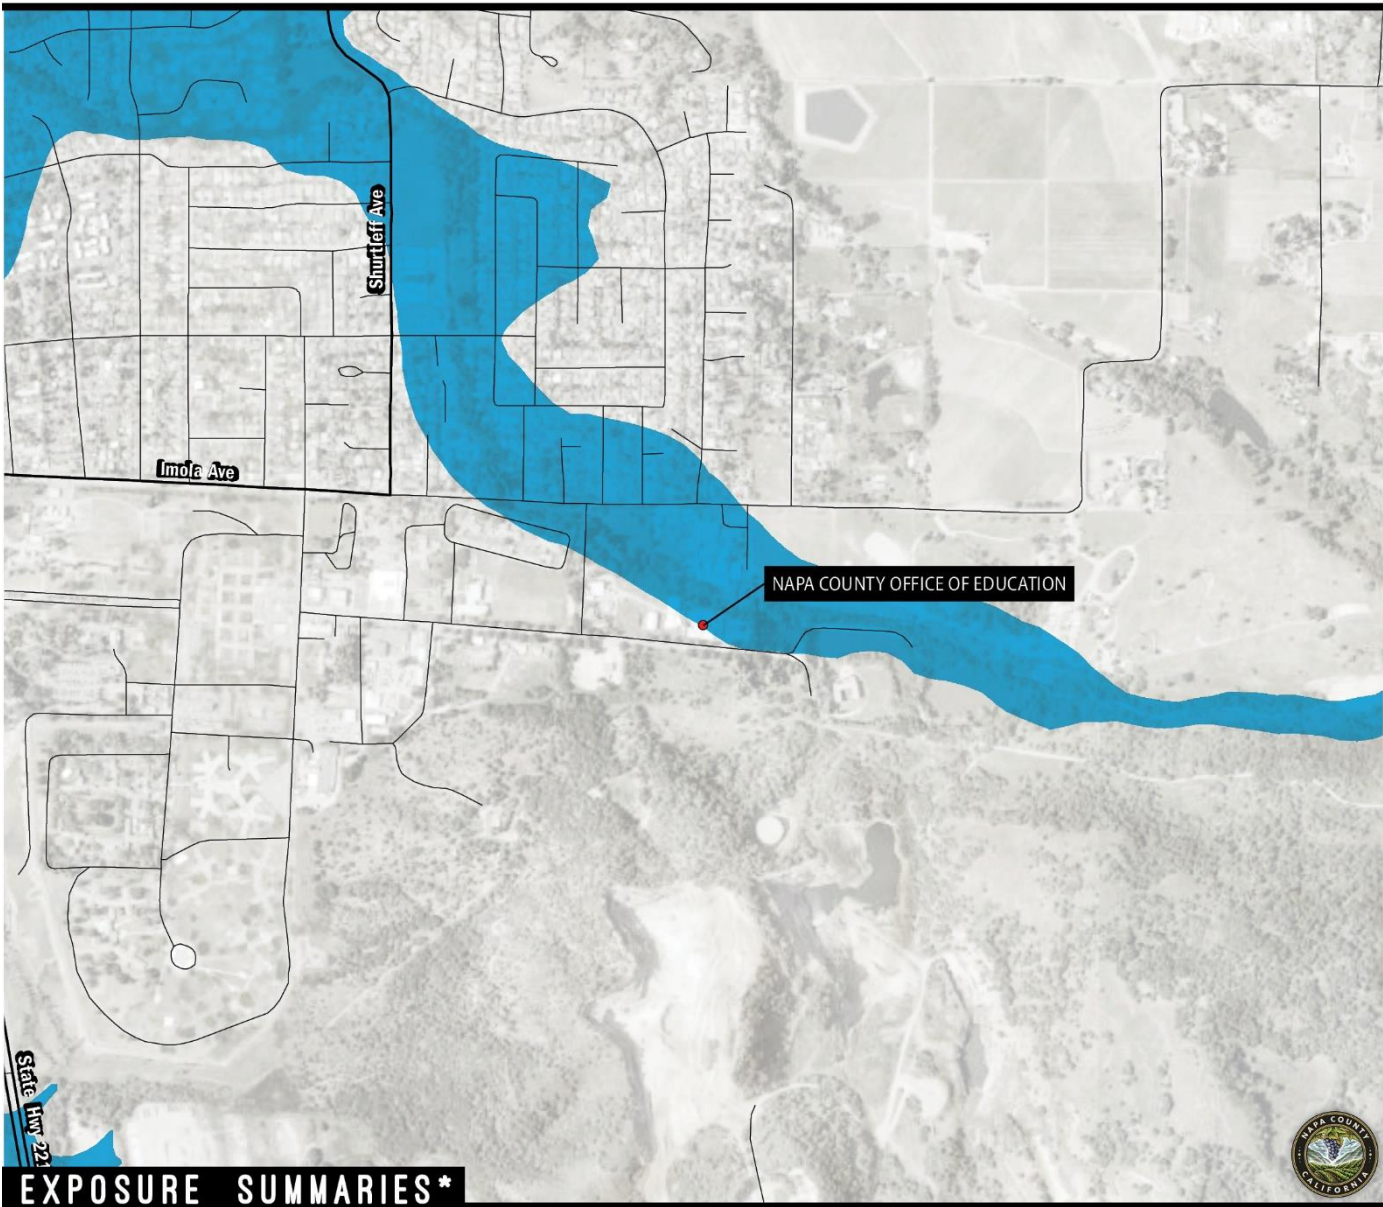 Shurtleff Ave
Imola Ave
NAPA COUNTY OFFICE OF EDUCATION
State Hwy 221
EXPOSURE SUMMARIES*
NAPA COUNTY
CALIFORNIA